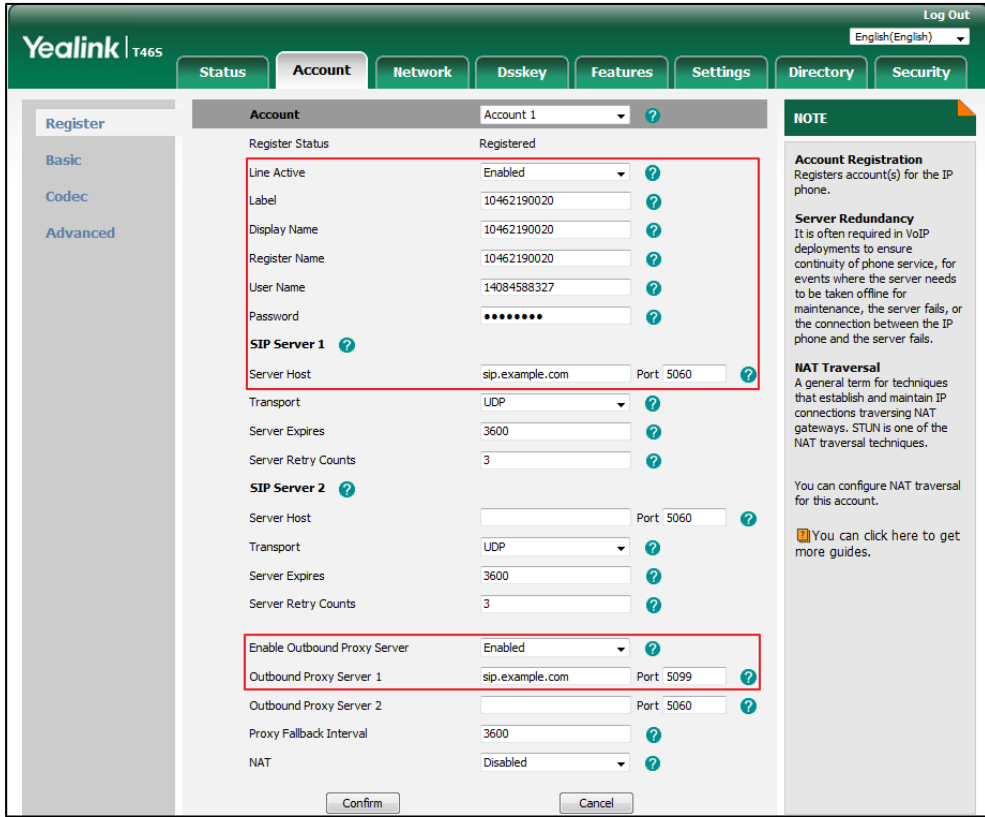 Log Out
Yealink | T46S
English(English)
Status Account Network Dsskey Features Settings Directory Security
Register
Basic
Codec
Advanced
Account Account 1 ?
Register Status Registered
Line Active Enabled ?
Label 10462190020 ?
Display Name 10462190020 ?
Register Name 10462190020 ?
User Name 14084588327 ?
Password •••••••• ?
SIP Server 1 ?
Server Host sip.example.com Port 5060 ?
Transport UDP ?
Server Expires 3600 ?
Server Retry Counts 3 ?
SIP Server 2 ?
Server Host Port 5060 ?
Transport UDP ?
Server Expires 3600 ?
Server Retry Counts 3 ?
Enable Outbound Proxy Server Enabled ?
Outbound Proxy Server 1 sip.example.com Port 5099 ?
Outbound Proxy Server 2 Port 5060 ?
Proxy Fallback Interval 3600 ?
NAT Disabled ?
Confirm Cancel
NOTE
Account Registration
Registers account(s) for the IP
phone.
Server Redundancy
It is often required in VoIP
deployments to ensure
continuity of phone service, for
events where the server needs
to be taken offline for
maintenance, the server fails, or
the connection between the IP
phone and the server fails.
NAT Traversal
A general term for techniques
that establish and maintain IP
connections traversing NAT
gateways. STUN is one of the
NAT traversal techniques.
You can configure NAT traversal
for this account.
? You can click here to get
more guides.